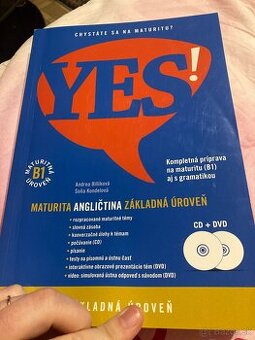 CHYSTÁTE SA NA MATURITU?
YES!
MATURITNÁ
B1
ÚROVEŇ
Andrea Billíková
Soňa Kondelová
Kompletná príprava
na maturitu (B1)
aj s gramatikou
MATURITA ANGLIČTINA ZÁKLADNÁ ÚROVEŇ
• rozpracované maturitné témy
• slovná zásoba
• konverzačné úlohy k témam
• počúvanie (CD)
• písanie
• testy na písomnú a ústnu časť
• interaktívne obrazové prezentácie tém (DVD)
• video: simulovaná ústna odpoveď s návodom (DVD)
CD + DVD
KLADNÁ ÚROVEŇ